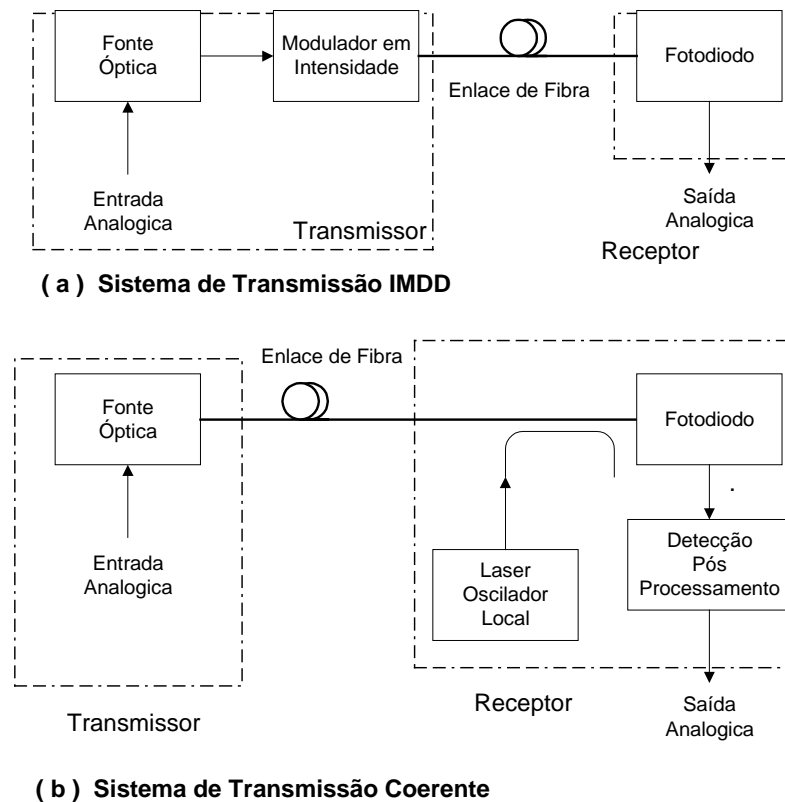 Fonte
Óptica
Modulador em
Intensidade
Enlace de Fibra
Fotodiodo
Entrada
Analogica
Transmissor
Saída
Analogica
Receptor
( a ) Sistema de Transmissão IMDD
Enlace de Fibra
Fonte
Óptica
Fotodiodo
.
Entrada
Analogica
Laser
Oscilador
Local
Detecção
Pós
Processamento
Transmissor
Receptor
Saída
Analogica
( b ) Sistema de Transmissão Coerente